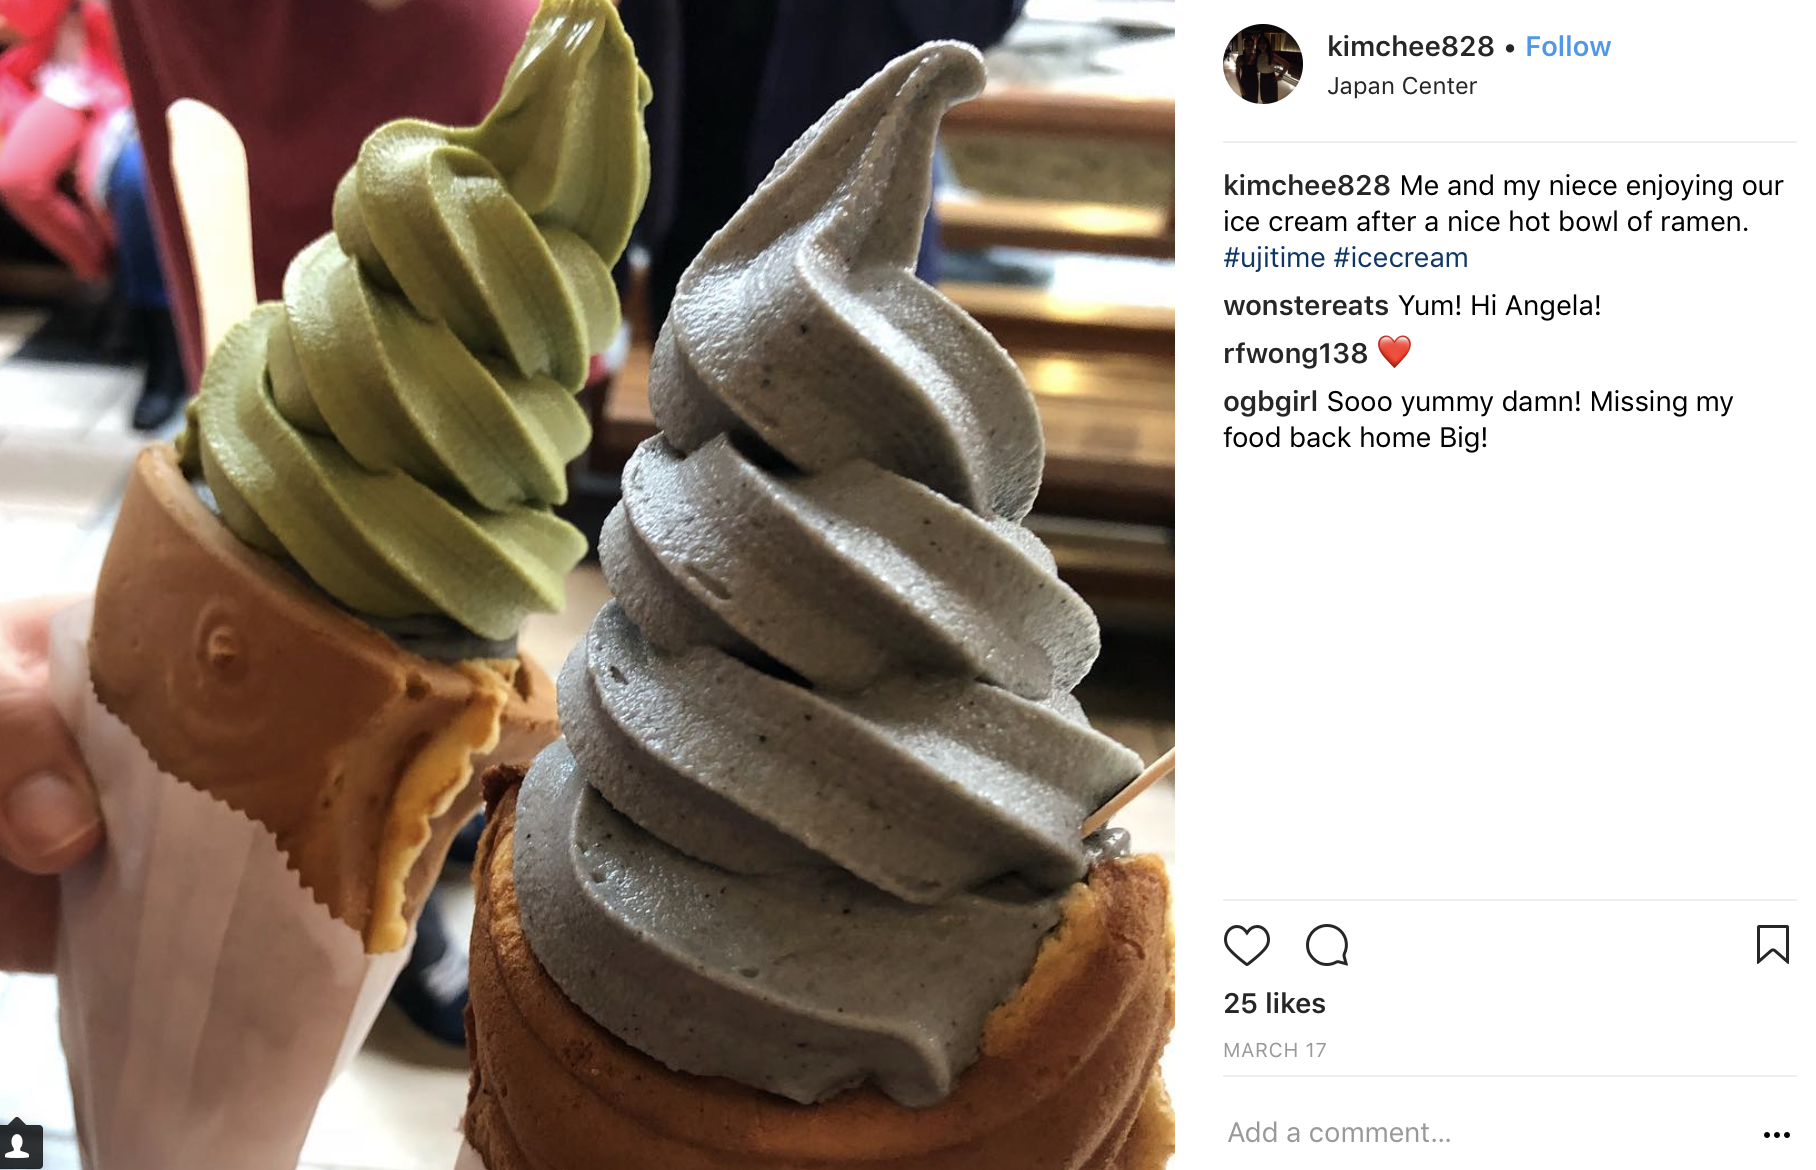 kimchee828 • Follow
Japan Center
kimchee828 Me and my niece enjoying our
ice cream after a nice hot bowl of ramen.
#ujitime #icecream
wonstereats Yum! Hi Angela!
rfwong138 ❤️
ogbgirl Sooo yummy damn! Missing my
food back home Big!
25 likes
MARCH 17
Add a comment...